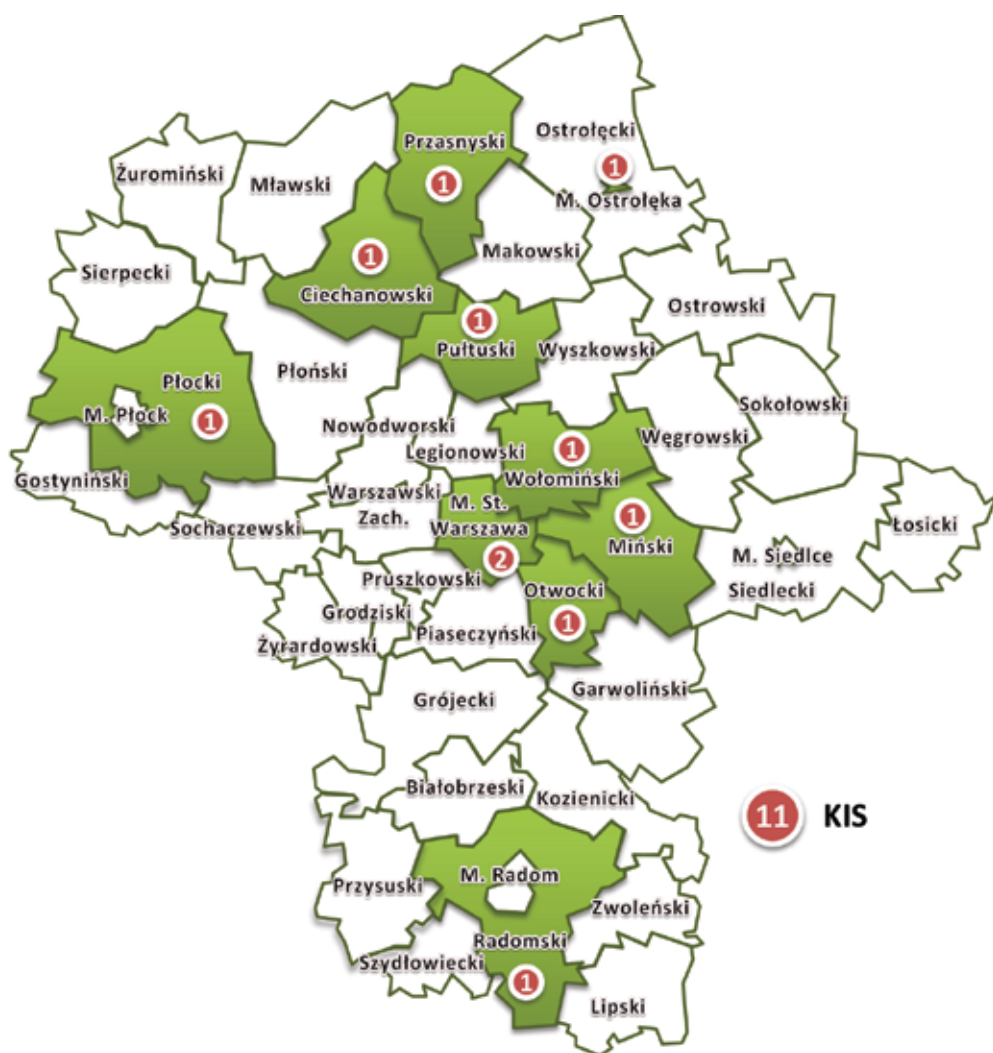 Przasnyski
1
Ostrołęcki
1
M. Ostrołęka
Żuromiński
Mławski
Makowski
Sierpecki
1
Ciechanowski
Ostrowski
1
Pułtuski
Wyszkowski
Płoński
Płocki
M. Płock
1
Sokołowski
Nowodworski
Węgrowski
Legionowski
1
Wołomiński
Gostyniński
Warszawski
Zach.
M. St.
Warszawa
2
1
Miński
Sochaczewski
Łosicki
M. Siedlce
Siedlecki
Pruszkowski
Otwocki
1
Grodziski
Piaseczyński
Żyrardowski
Garwoliński
Grójecki
Białobrzeski
Kozienicki
11 KIS
M. Radom
Przysuski
Zwoleński
Radomski
1
Szydłowiecki
Lipski